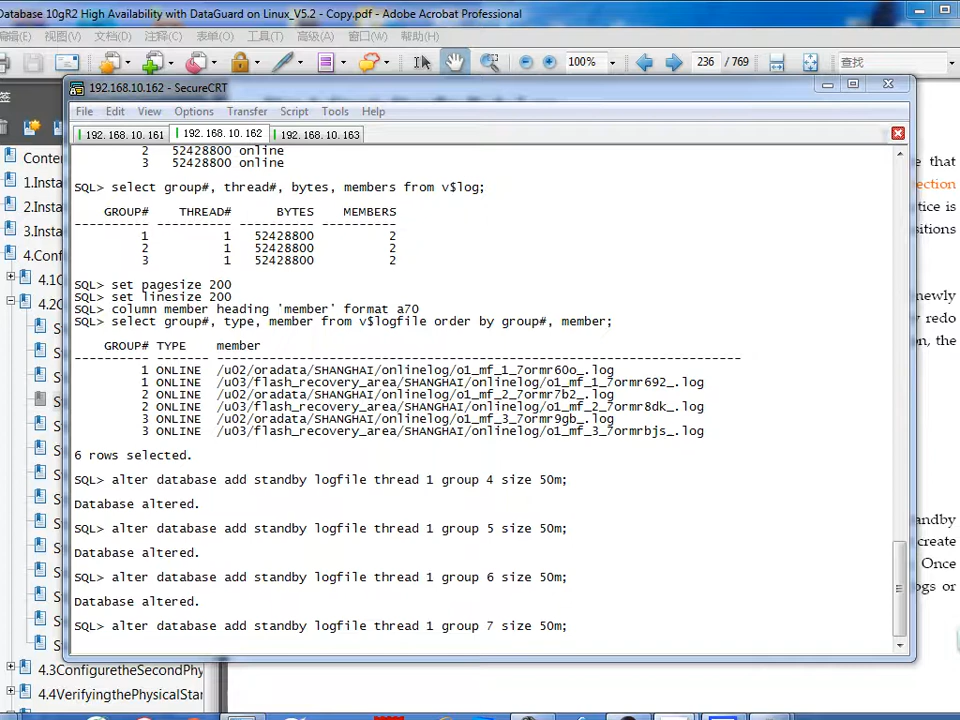 Database 10gR2 High Availability with DataGuard on Linux_V5.2 - Copy.pdf - Adobe Acrobat Professional
编辑(E) 视图(V) 文档(D) 注释(C) 表单(O) 工具(T) 高级(A) 窗口(W) 帮助(H)
100% 236 / 769 查找
192.168.10.162 - SecureCRT
File Edit View Options Transfer Script Tools Help
192.168.10.161 192.168.10.162 192.168.10.163
2 52428800 online
3 52428800 online
SQL> select group#, thread#, bytes, members from v$log;
GROUP# THREAD# BYTES MEMBERS
---------- ---------- ---------- ----------
1 1 52428800 2
2 1 52428800 2
3 1 52428800 2
SQL> set pagesize 200
SQL> set linesize 200
SQL> column member heading 'member' format a70
SQL> select group#, type, member from v$logfile order by group#, member;
GROUP# TYPE member
---------- ------- ----------------------------------------------------------------------
1 ONLINE /u02/oradata/SHANGHAI/onlinelog/o1_mf_1_7ormr60o_.log
1 ONLINE /u03/flash_recovery_area/SHANGHAI/onlinelog/o1_mf_1_7ormr692_.log
2 ONLINE /u02/oradata/SHANGHAI/onlinelog/o1_mf_2_7ormr7b2_.log
2 ONLINE /u03/flash_recovery_area/SHANGHAI/onlinelog/o1_mf_2_7ormr8dk_.log
3 ONLINE /u02/oradata/SHANGHAI/onlinelog/o1_mf_3_7ormr9gb_.log
3 ONLINE /u03/flash_recovery_area/SHANGHAI/onlinelog/o1_mf_3_7ormrbjs_.log
6 rows selected.
SQL> alter database add standby logfile thread 1 group 4 size 50m;
Database altered.
SQL> alter database add standby logfile thread 1 group 5 size 50m;
Database altered.
SQL> alter database add standby logfile thread 1 group 6 size 50m;
Database altered.
SQL> alter database add standby logfile thread 1 group 7 size 50m;
签
Conte
1.Insta
2.Insta
3.Insta
4.Conf
4.1C
4.2C
4.3ConfiguretheSecondPhy
4.4VerifyingthePhysicalStar
e that
ection
tice is
sitions
newly
y redo
on, the
andby
create
Once
ogs or